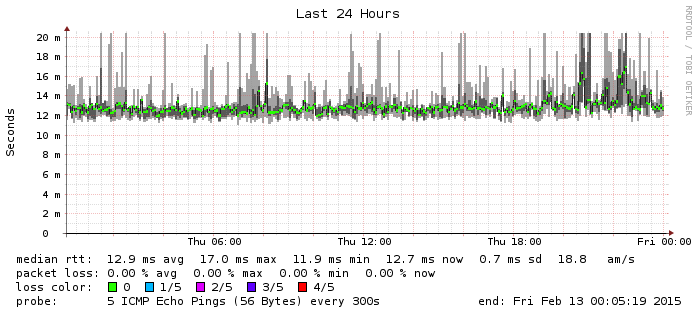 Last 24 Hours
RRDTOOL / TOBI OETIKER
Seconds
20 m
18 m
16 m
14 m
12 m
10 m
8 m
6 m
4 m
2 m
0
Thu 06:00 Thu 12:00 Thu 18:00 Fri 00:00
median rtt: 12.9 ms avg 17.0 ms max 11.9 ms min 12.7 ms now 0.7 ms sd 18.8 am/s
packet loss: 0.00 % avg 0.00 % max 0.00 % min 0.00 % now
loss color: 0 1/5 2/5 3/5 4/5
probe: 5 ICMP Echo Pings (56 Bytes) every 300s end: Fri Feb 13 00:05:19 2015